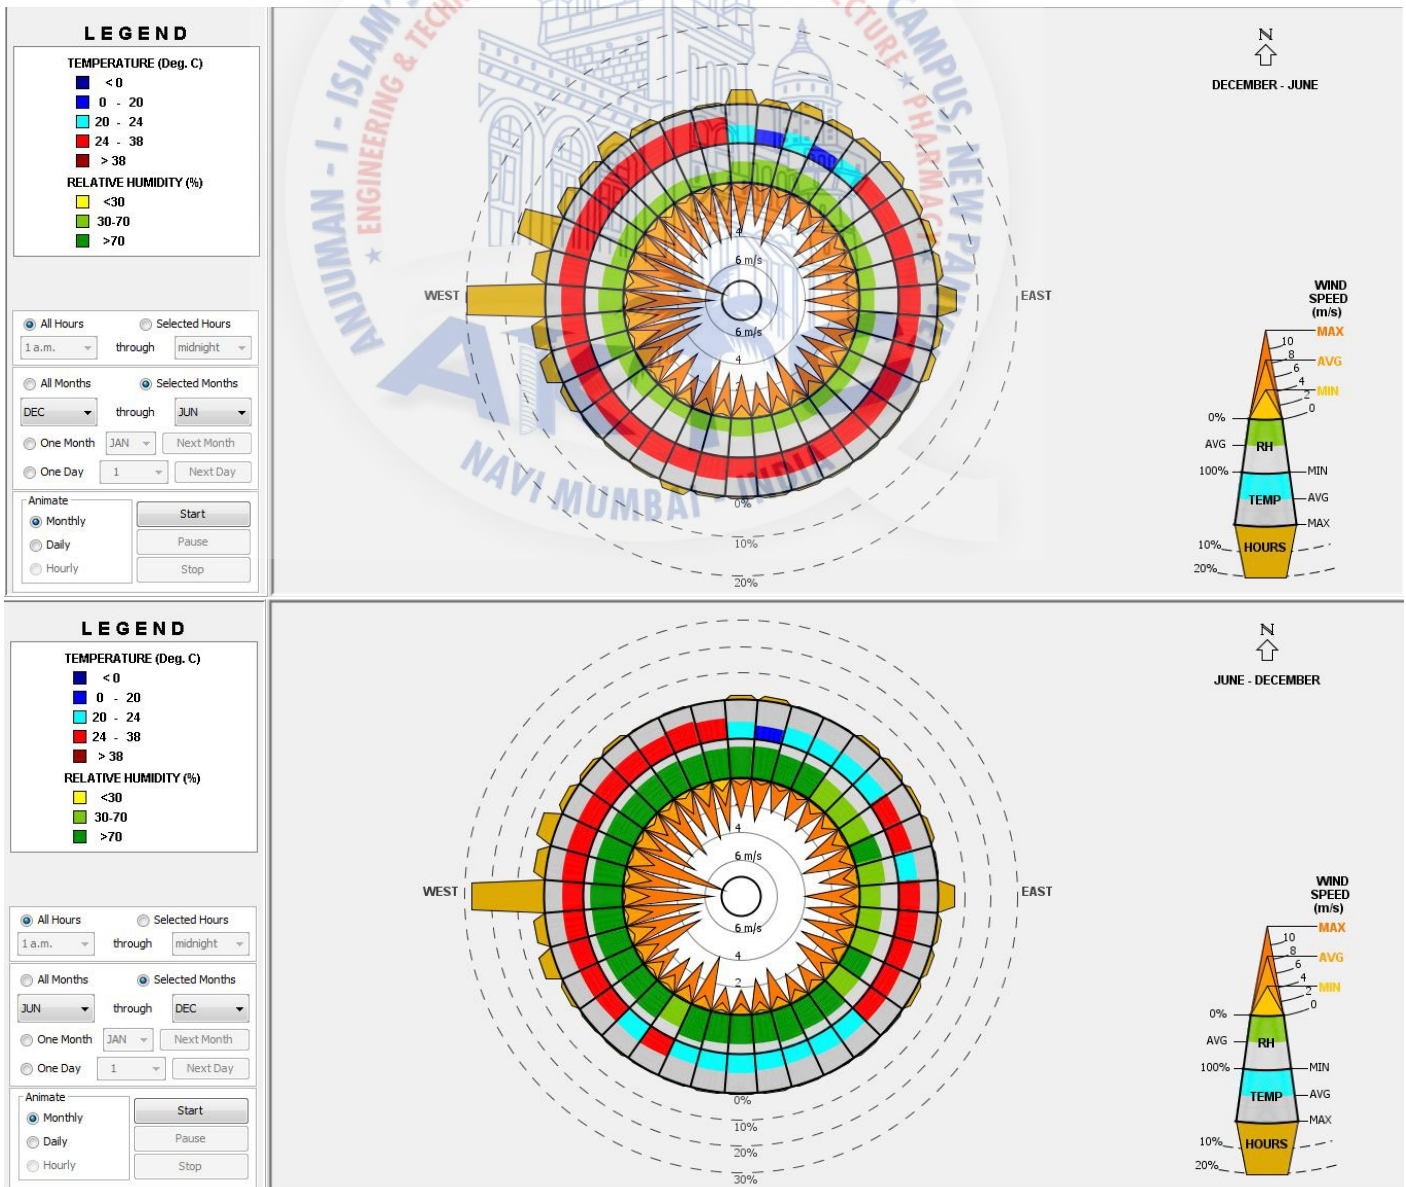 LEGEND
TEMPERATURE (Deg. C)
< 0
0 - 20
20 - 24
24 - 38
> 38
RELATIVE HUMIDITY (%)
<30
30-70
>70
All Hours Selected Hours
1 a.m. through midnight
All Months Selected Months
DEC through JUN
One Month JAN Next Month
One Day 1 Next Day
Animate
Monthly Start
Daily Pause
Hourly Stop
ANJUMAN - I - ISLAM'S
ENGINEERING & TECH
ECTURE ★ PHARMACY ★
CAMPUS, NEW PAN
NAVI MUMBAI - INDIA
N
DECEMBER - JUNE
WEST
EAST
4
6 m/s
6 m/s
4
2
0%
10%
20%
WIND
SPEED
(m/s)
MAX
10
8
AVG
6
4
MIN
2
0
0%
AVG RH
100% MIN
TEMP AVG
MAX
10% HOURS
20%
LEGEND
TEMPERATURE (Deg. C)
< 0
0 - 20
20 - 24
24 - 38
> 38
RELATIVE HUMIDITY (%)
<30
30-70
>70
All Hours Selected Hours
1 a.m. through midnight
All Months Selected Months
JUN through DEC
One Month JAN Next Month
One Day 1 Next Day
Animate
Monthly Start
Daily Pause
Hourly Stop
N
JUNE - DECEMBER
WEST
EAST
4
6 m/s
6 m/s
4
2
0%
10%
20%
30%
WIND
SPEED
(m/s)
MAX
10
8
AVG
6
4
MIN
2
0
0%
AVG RH
100% MIN
TEMP AVG
MAX
10% HOURS
20%